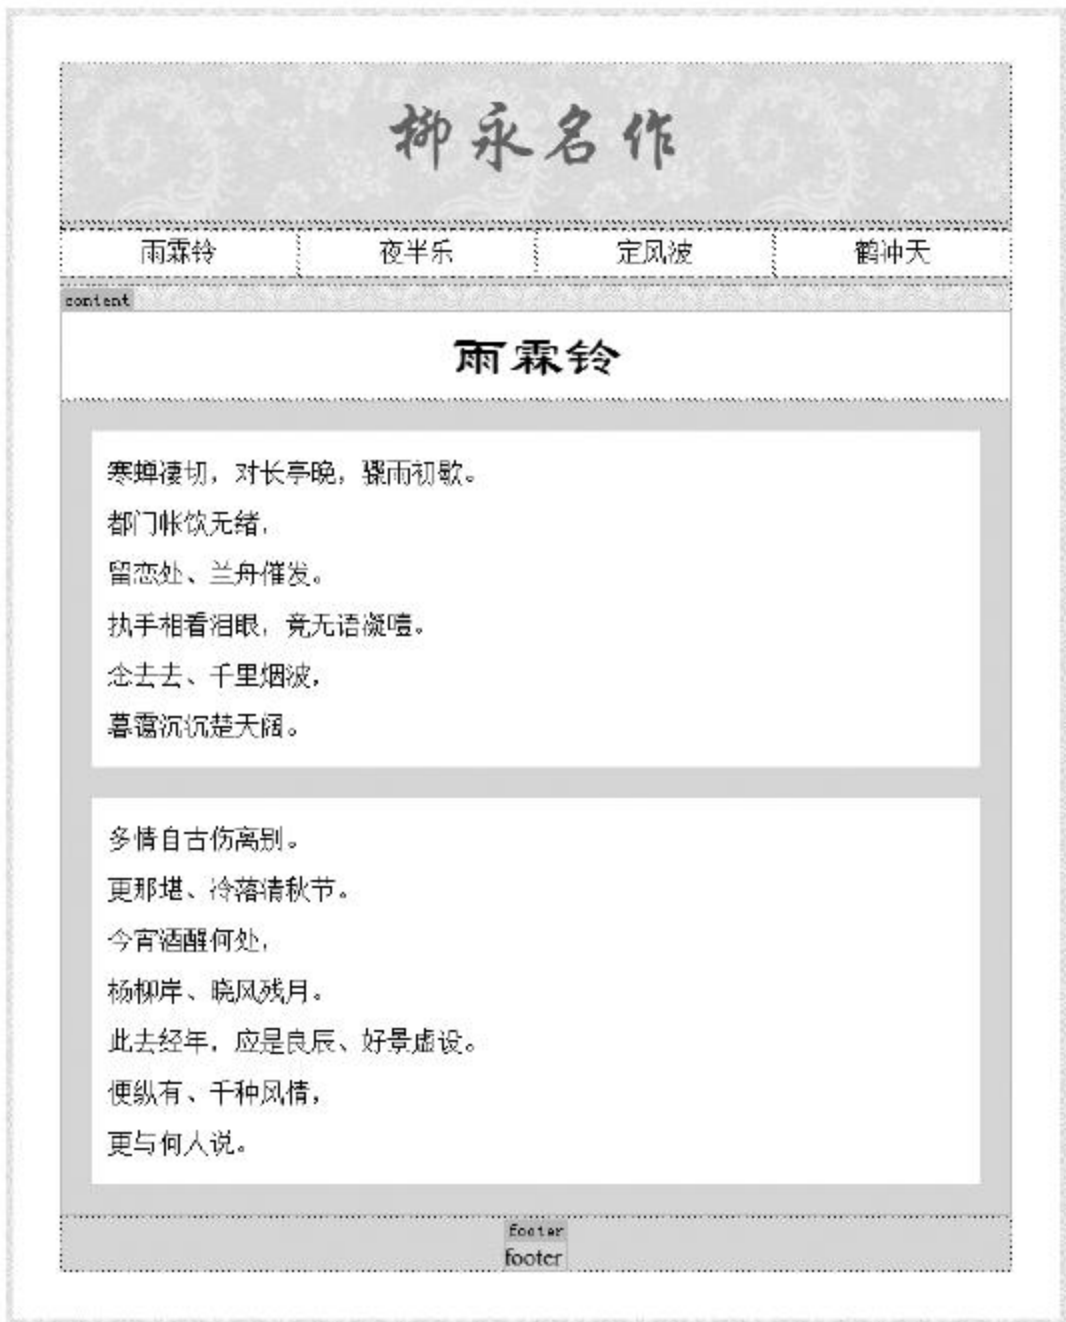 柳永名作
雨霖铃 夜半乐 定风波 鹤冲天
content
雨霖铃
寒蝉凄切，对长亭晚，骤雨初歇。
都门帐饮无绪，
留恋处、兰舟催发。
执手相看泪眼，竟无语凝噎。
念去去、千里烟波，
暮霭沉沉楚天阔。
多情自古伤离别。
更那堪、冷落清秋节。
今宵酒醒何处，
杨柳岸、晓风残月。
此去经年，应是良辰、好景虚设。
便纵有、千种风情，
更与何人说。
footer
footer